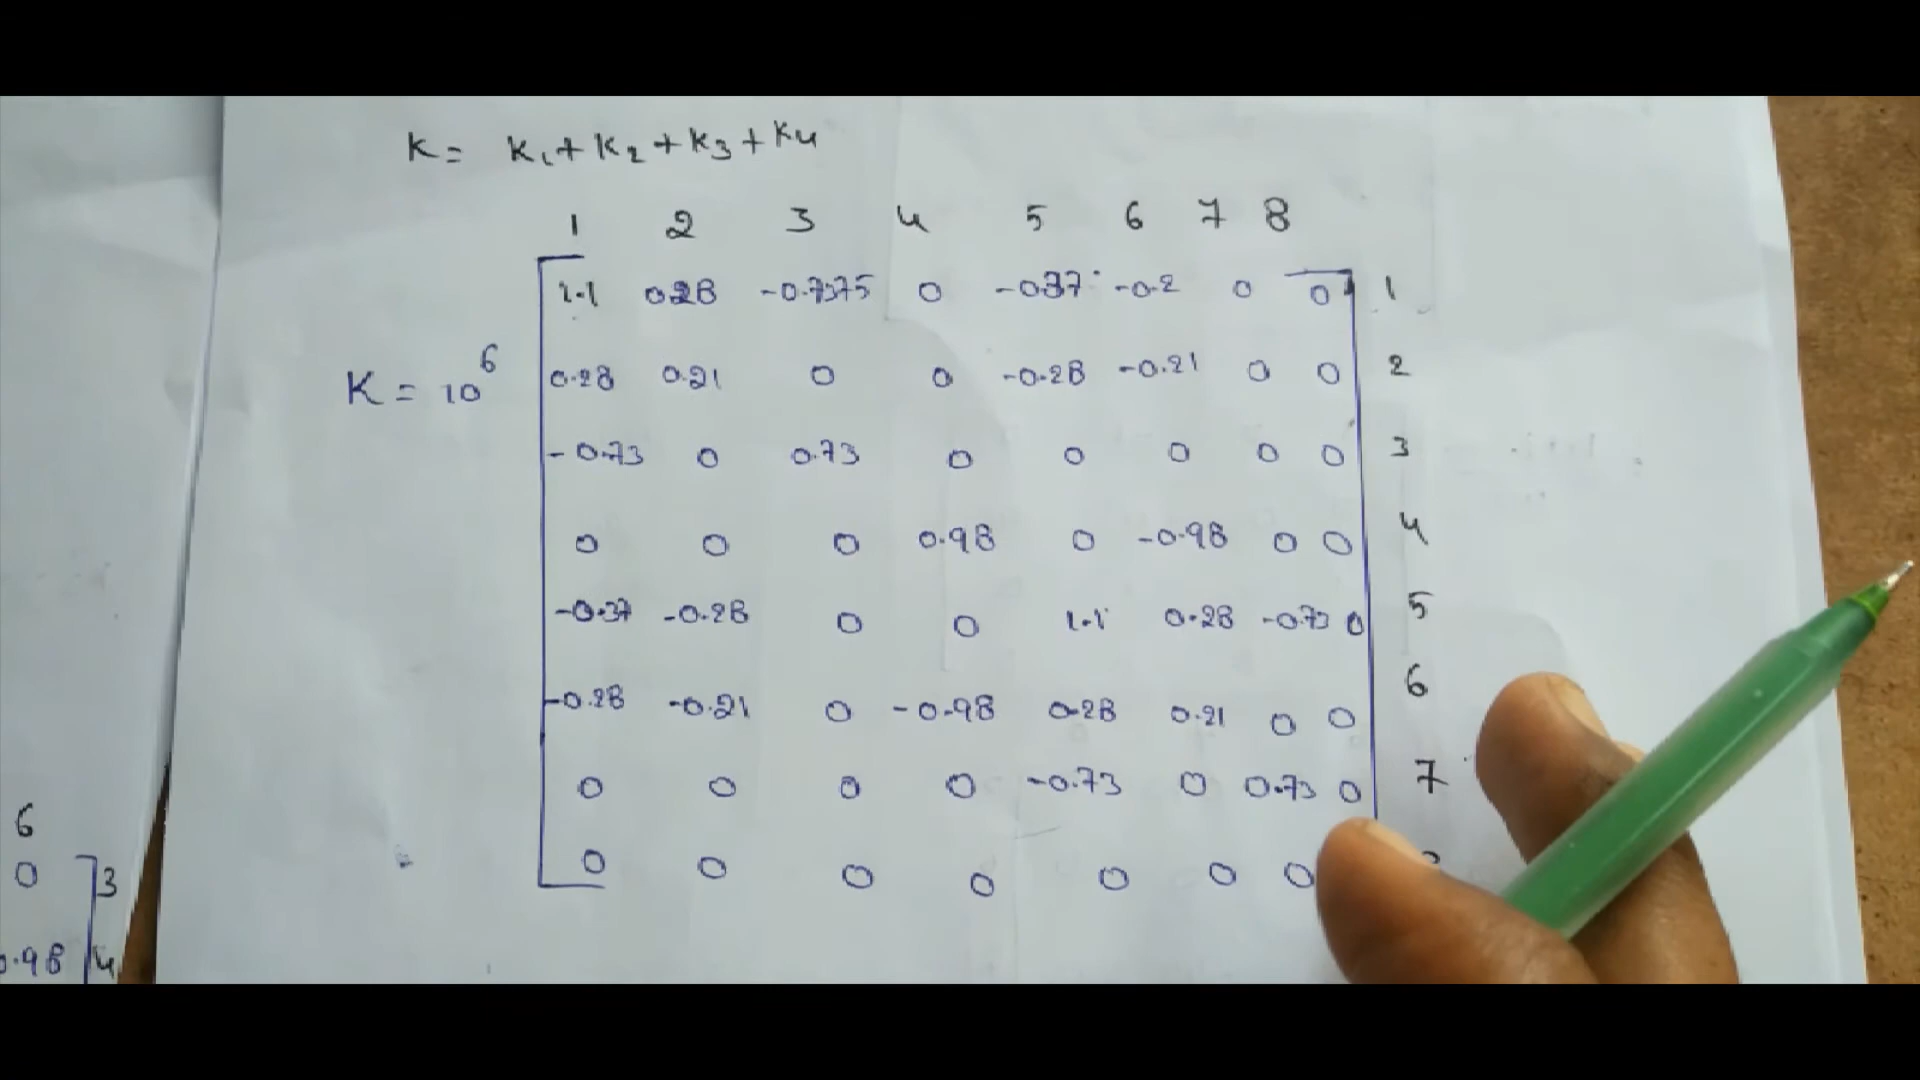 K = K1 + K2 + K3 + K4
1 2 3 4 5 6 7 8
1.1 0.28 -0.7375 0 -0.37 -0.2 0 0 1
K = 10^6
0.28 0.21 0 0 -0.28 -0.21 0 0 2
-0.73 0 0.73 0 0 0 0 0 3
0 0 0 0.98 0 -0.98 0 0 4
-0.37 -0.28 0 0 1.1 0.28 -0.73 0 5
-0.28 -0.21 0 -0.98 0.28 0.21 0 0 6
0 0 0 0 -0.73 0 0.73 0 7
0 0 0 0 0 0 0
6
0 3
0.98 4